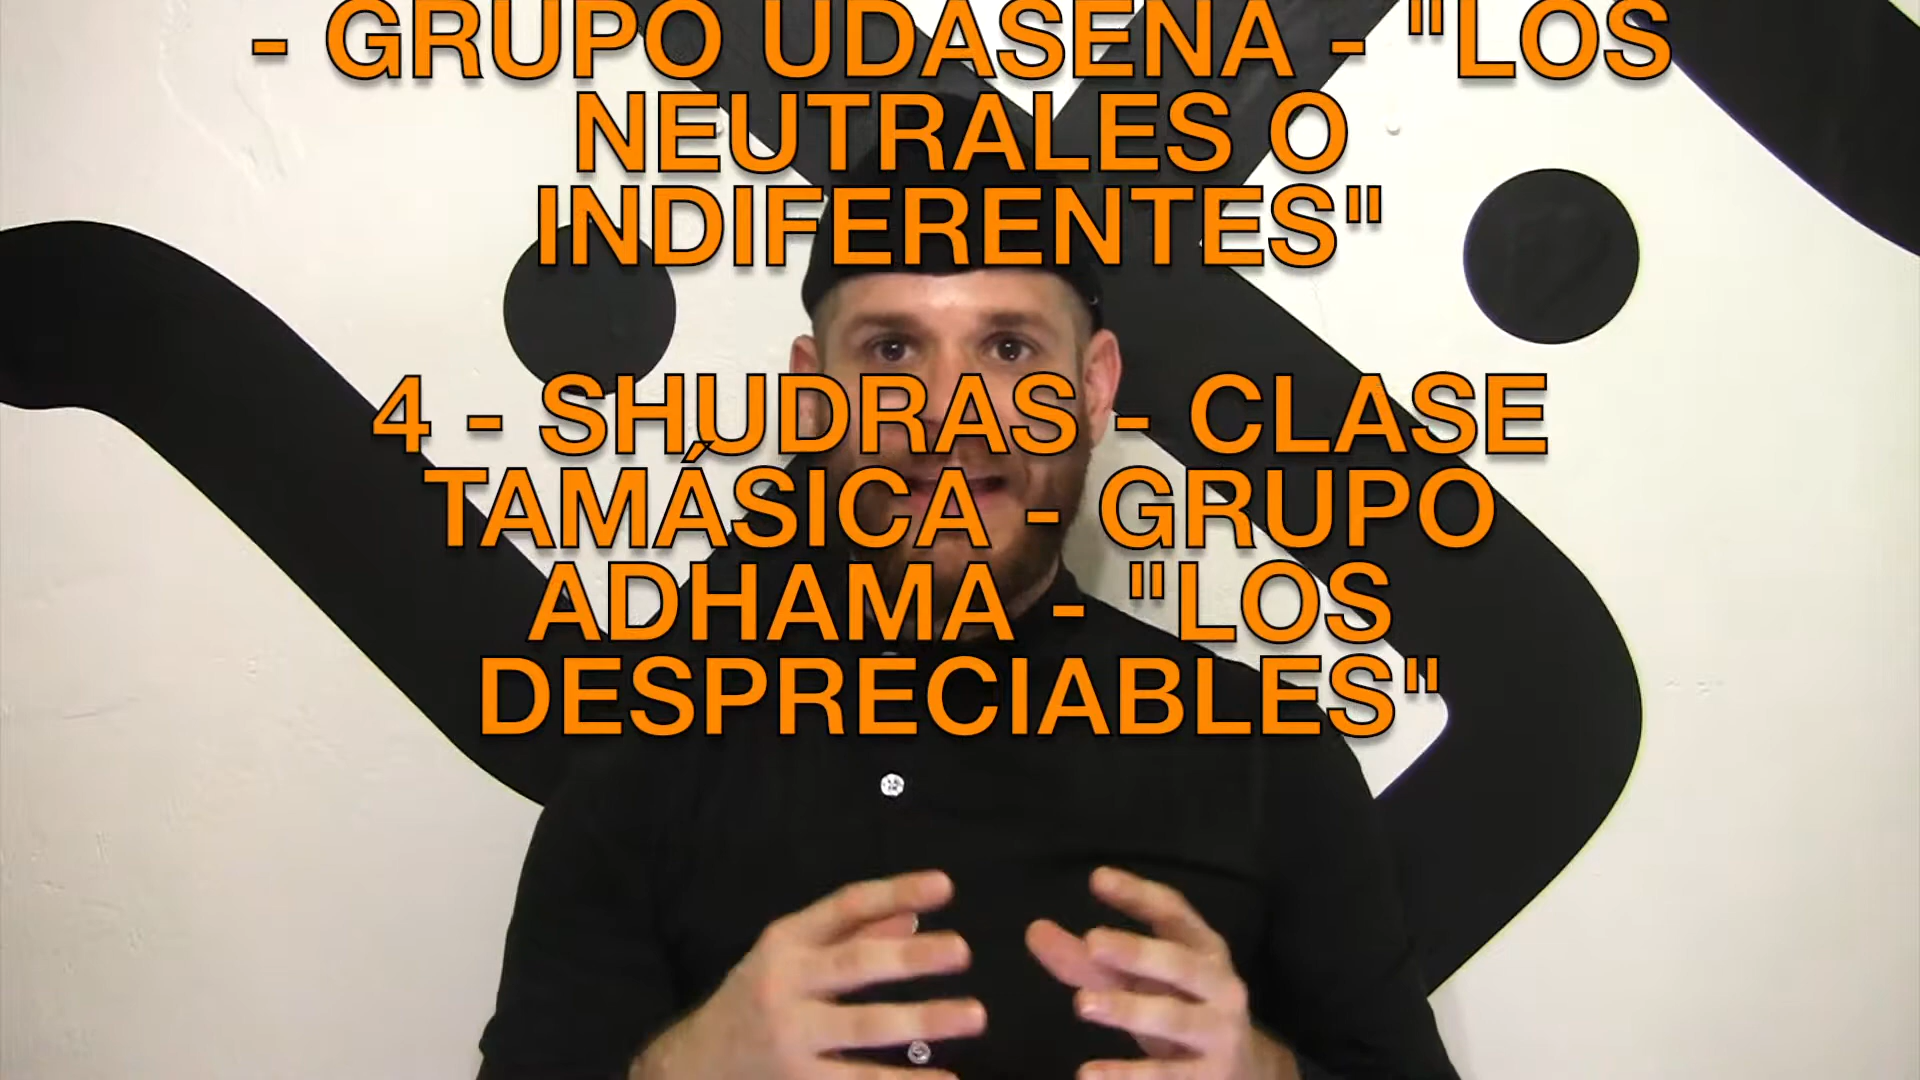 - GRUPO UDASENA - "LOS
NEUTRALES O
INDIFERENTES"
4 - SHUDRAS - CLASE
TAMÁSICA - GRUPO
ADHAMA - "LOS
DESPRECIABLES"